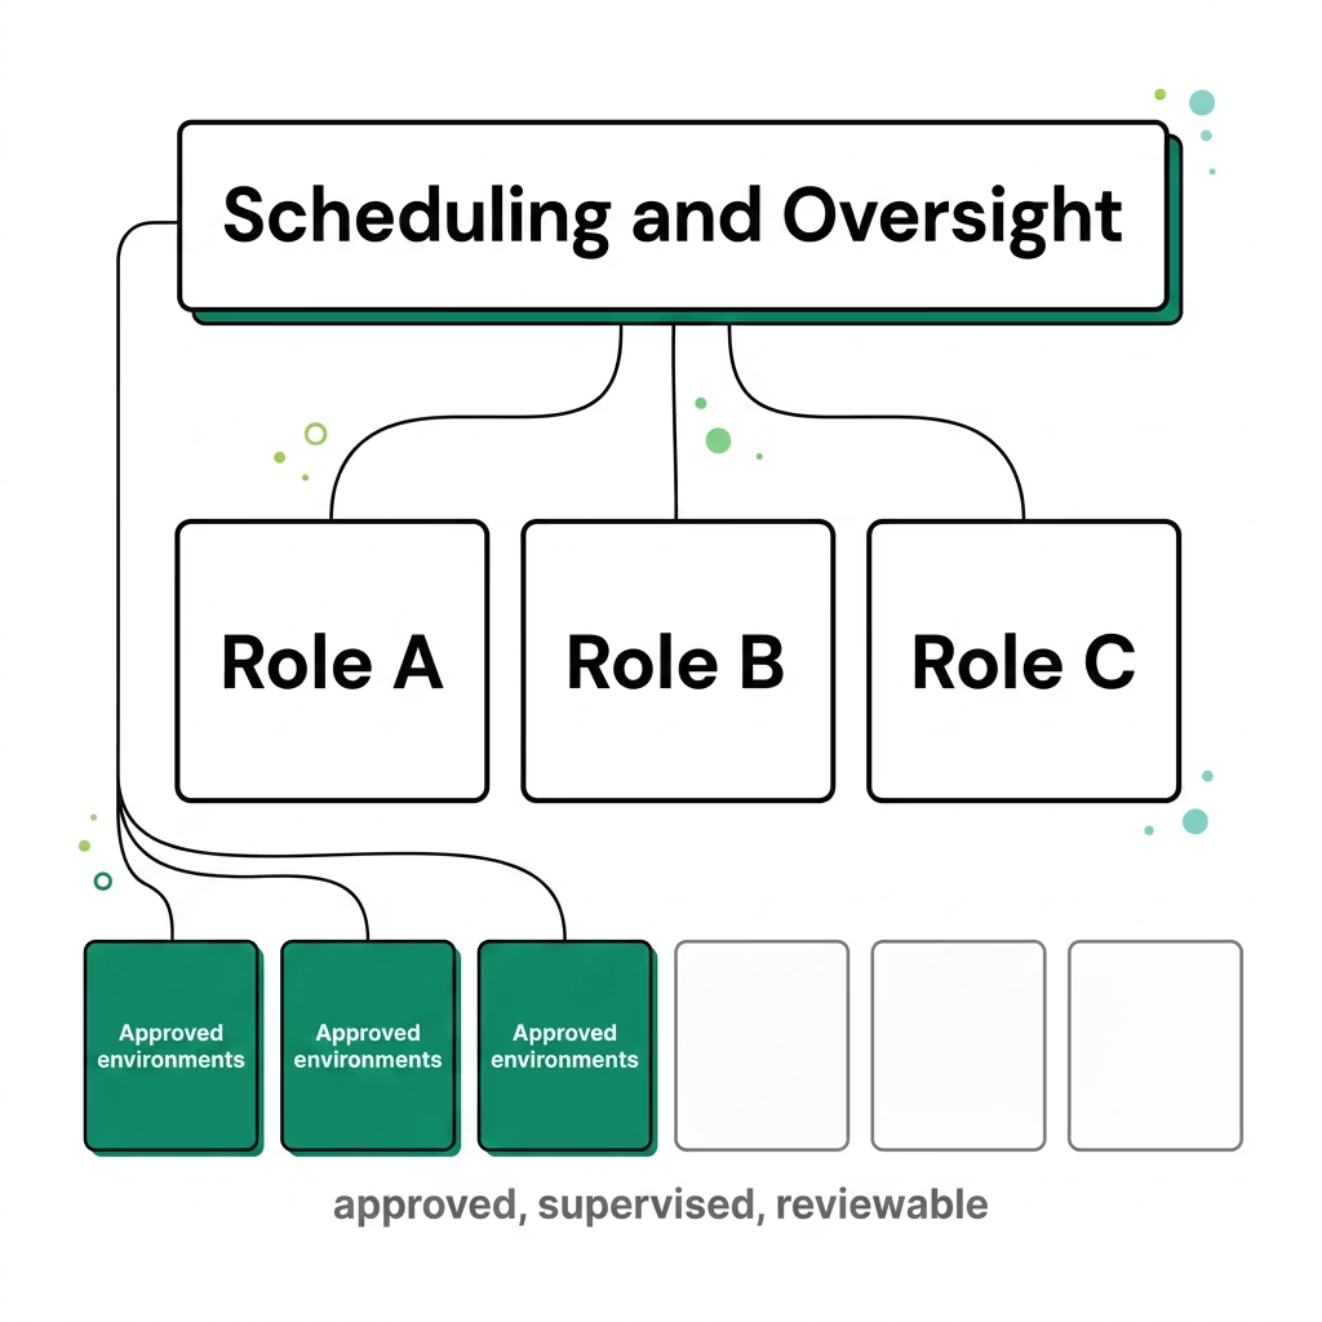 Scheduling and Oversight
Role A
Role B
Role C
Approved
environments
Approved
environments
Approved
environments
approved, supervised, reviewable